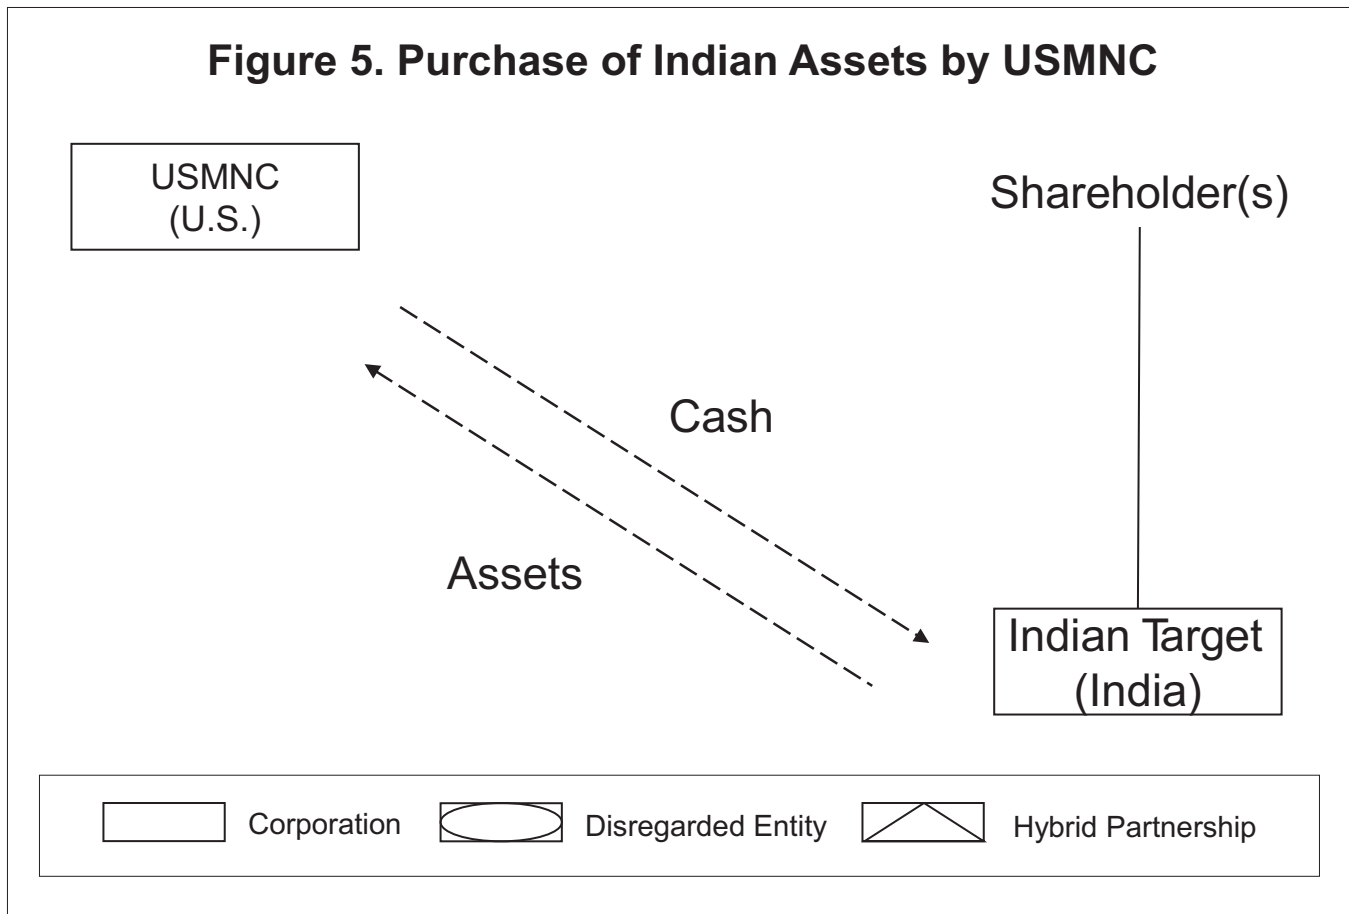 Figure 5. Purchase of Indian Assets by USMNC
USMNC
(U.S.)
Shareholder(s)
Cash
Assets
Indian Target
(India)
Corporation
Disregarded Entity
Hybrid Partnership